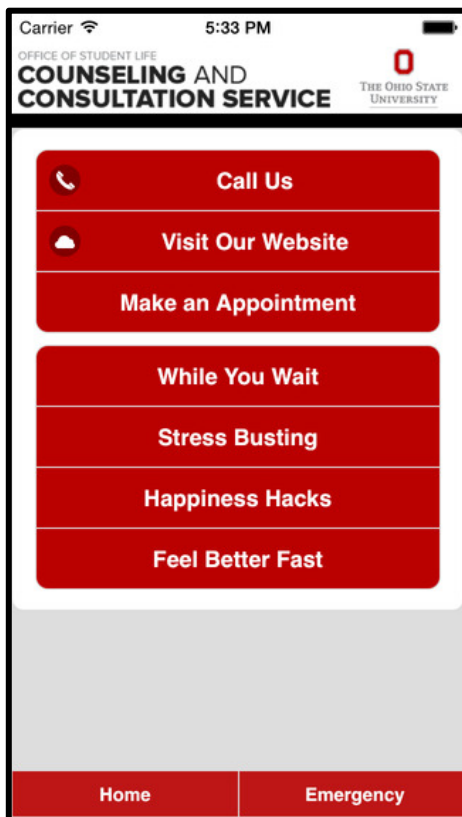 Carrier 5:33 PM
OFFICE OF STUDENT LIFE
COUNSELING AND
CONSULTATION SERVICE
O
THE OHIO STATE
UNIVERSITY
Call Us
Visit Our Website
Make an Appointment
While You Wait
Stress Busting
Happiness Hacks
Feel Better Fast
Home Emergency